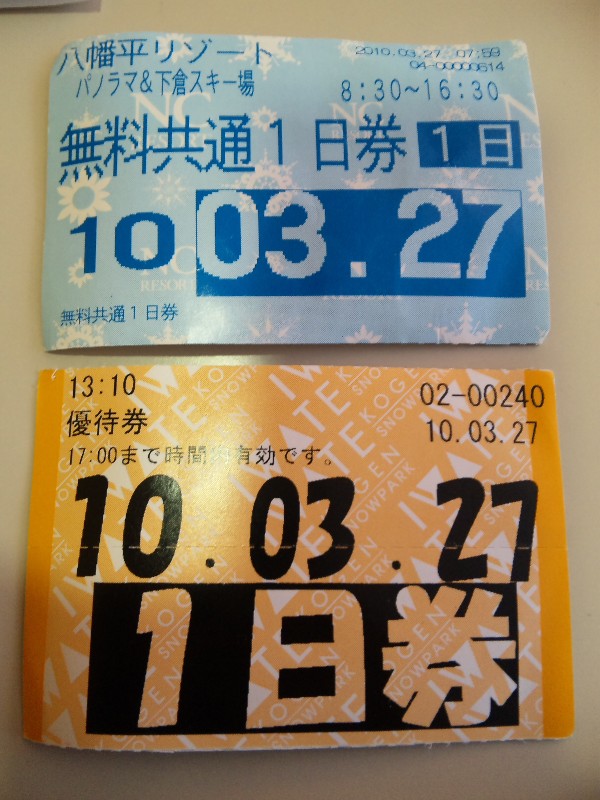 八幡平リゾート
2010.03.27 07:59
04-00000614
パノラマ&下倉スキー場
8:30~16:30
無料共通1日券 1日
10 03.27
無料共通1日券
13:10
02-00240
優待券
10.03.27
17:00まで時間内有効です。
10.03.27
1日券
IWATE
KOGEN
SNOWPARK